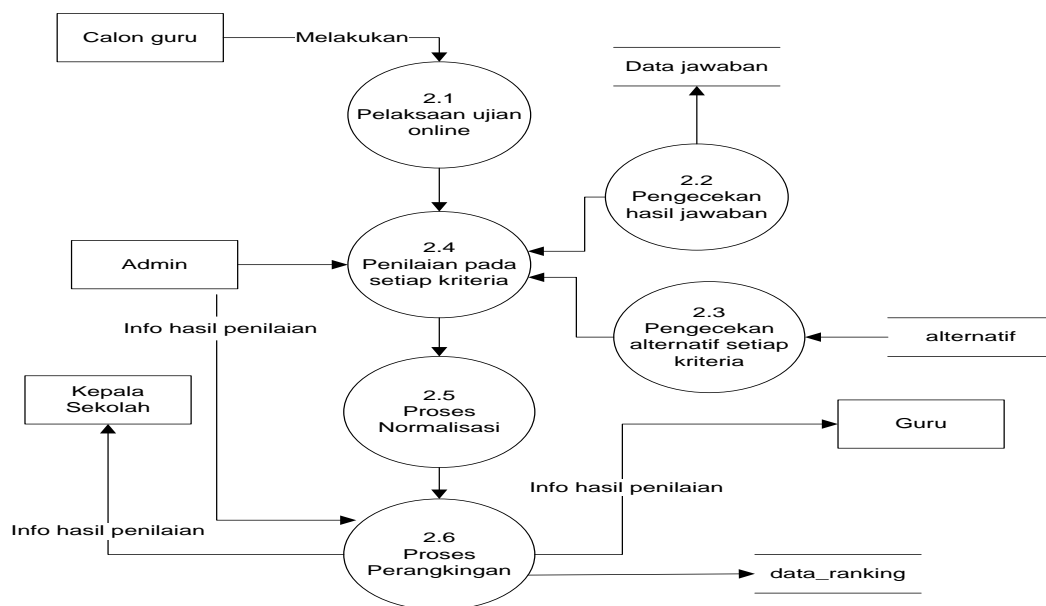 Calon guru
Melakukan
Data jawaban
2.1
Pelaksaan ujian
online
2.2
Pengecekan
hasil jawaban
2.4
Penilaian pada
setiap kriteria
Admin
2.3
Pengecekan
alternatif setiap
kriteria
alternatif
Info hasil penilaian
Kepala
Sekolah
2.5
Proses
Normalisasi
Guru
Info hasil penilaian
Info hasil penilaian
2.6
Proses
Perangkingan
data_ranking